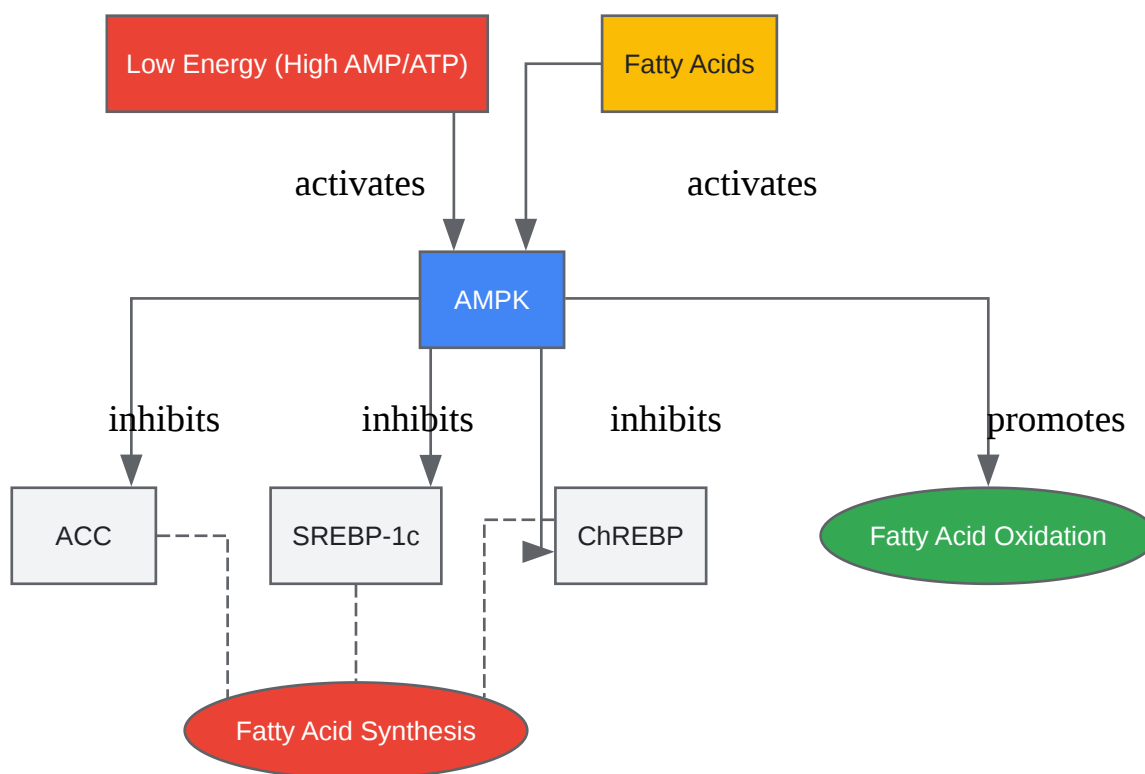 Low Energy (High AMP/ATP)
Fatty Acids
activates
activates
AMPK
inhibits
inhibits
inhibits
promotes
ACC
SREBP-1c
ChREBP
Fatty Acid Oxidation
Fatty Acid Synthesis